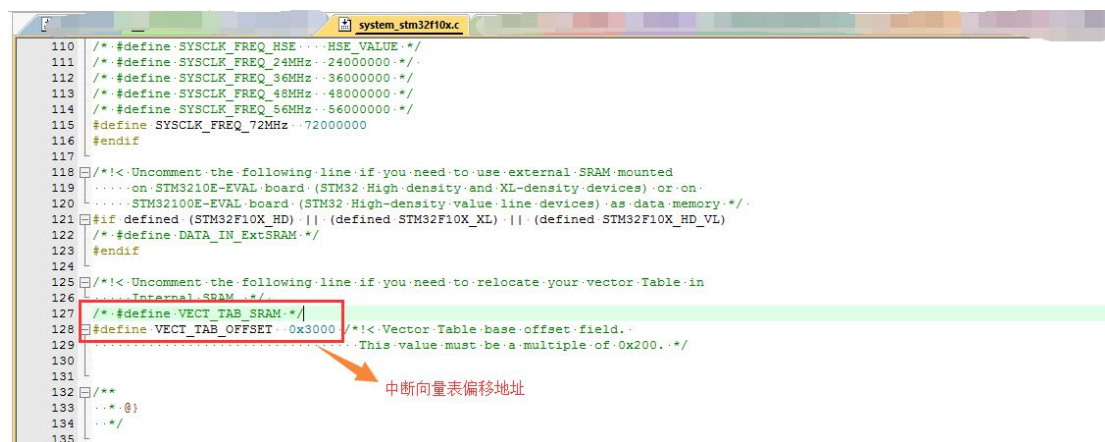 system_stm32f10x.c
110 /* #define SYSCLK_FREQ_HSE    HSE_VALUE */
111 /* #define SYSCLK_FREQ_24MHz  24000000 */
112 /* #define SYSCLK_FREQ_36MHz  36000000 */
113 /* #define SYSCLK_FREQ_48MHz  48000000 */
114 /* #define SYSCLK_FREQ_56MHz  56000000 */
115 #define SYSCLK_FREQ_72MHz  72000000
116 #endif
117
118 /*!< Uncomment the following line if you need to use external SRAM mounted
119 on STM3210E-EVAL board (STM32 High density and XL-density devices) or on
120 STM32100E-EVAL board (STM32 High-density value line devices) as data memory */
121 #if defined (STM32F10X_HD) || (defined STM32F10X_XL) || (defined STM32F10X_HD_VL)
122 /* #define DATA_IN_ExtSRAM */
123 #endif
124
125 /*!< Uncomment the following line if you need to relocate your vector Table in
126 Internal SRAM. */
127 /* #define VECT_TAB_SRAM */
128 #define VECT_TAB_OFFSET  0x3000 /*!< Vector Table base offset field.
129 This value must be a multiple of 0x200. */
130
131
中断向量表偏移地址
132 /**
133 * @}
134 */
135